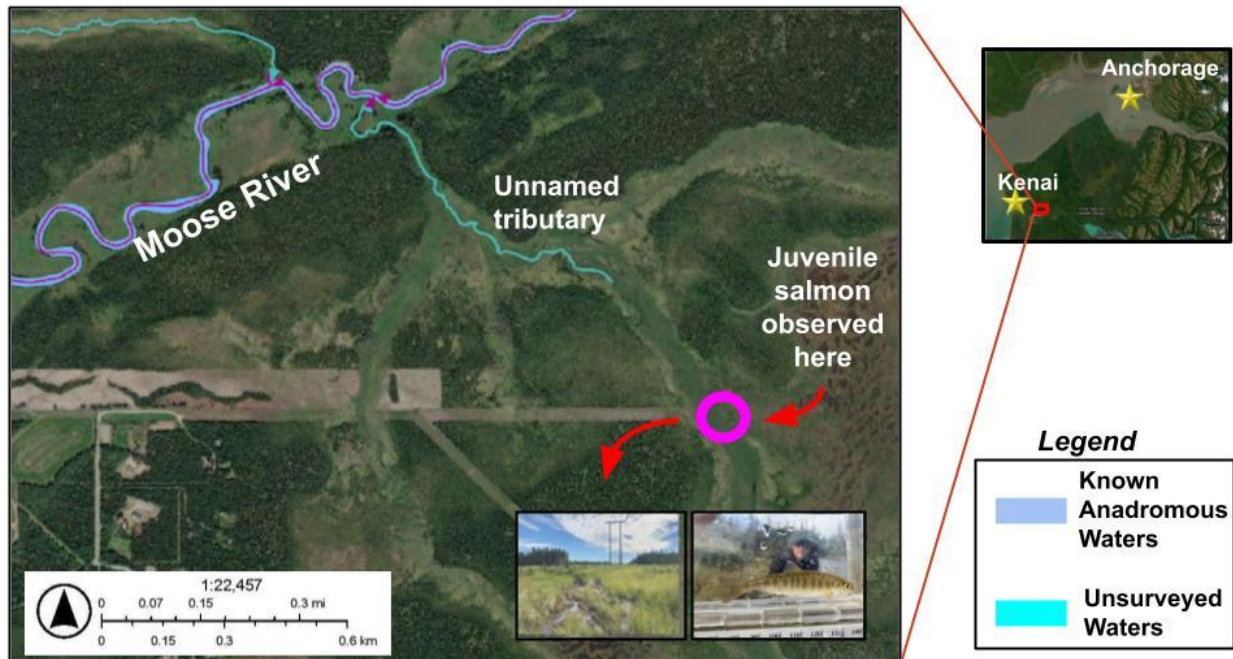 Anchorage
Kenai
Moose River
Unnamed
tributary
Juvenile
salmon
observed
here
Legend
Known
Anadromous
Waters
Unsurveyed
Waters
1:22,457
0 0.07 0.15 0.3 mi
0 0.15 0.3 0.6 km